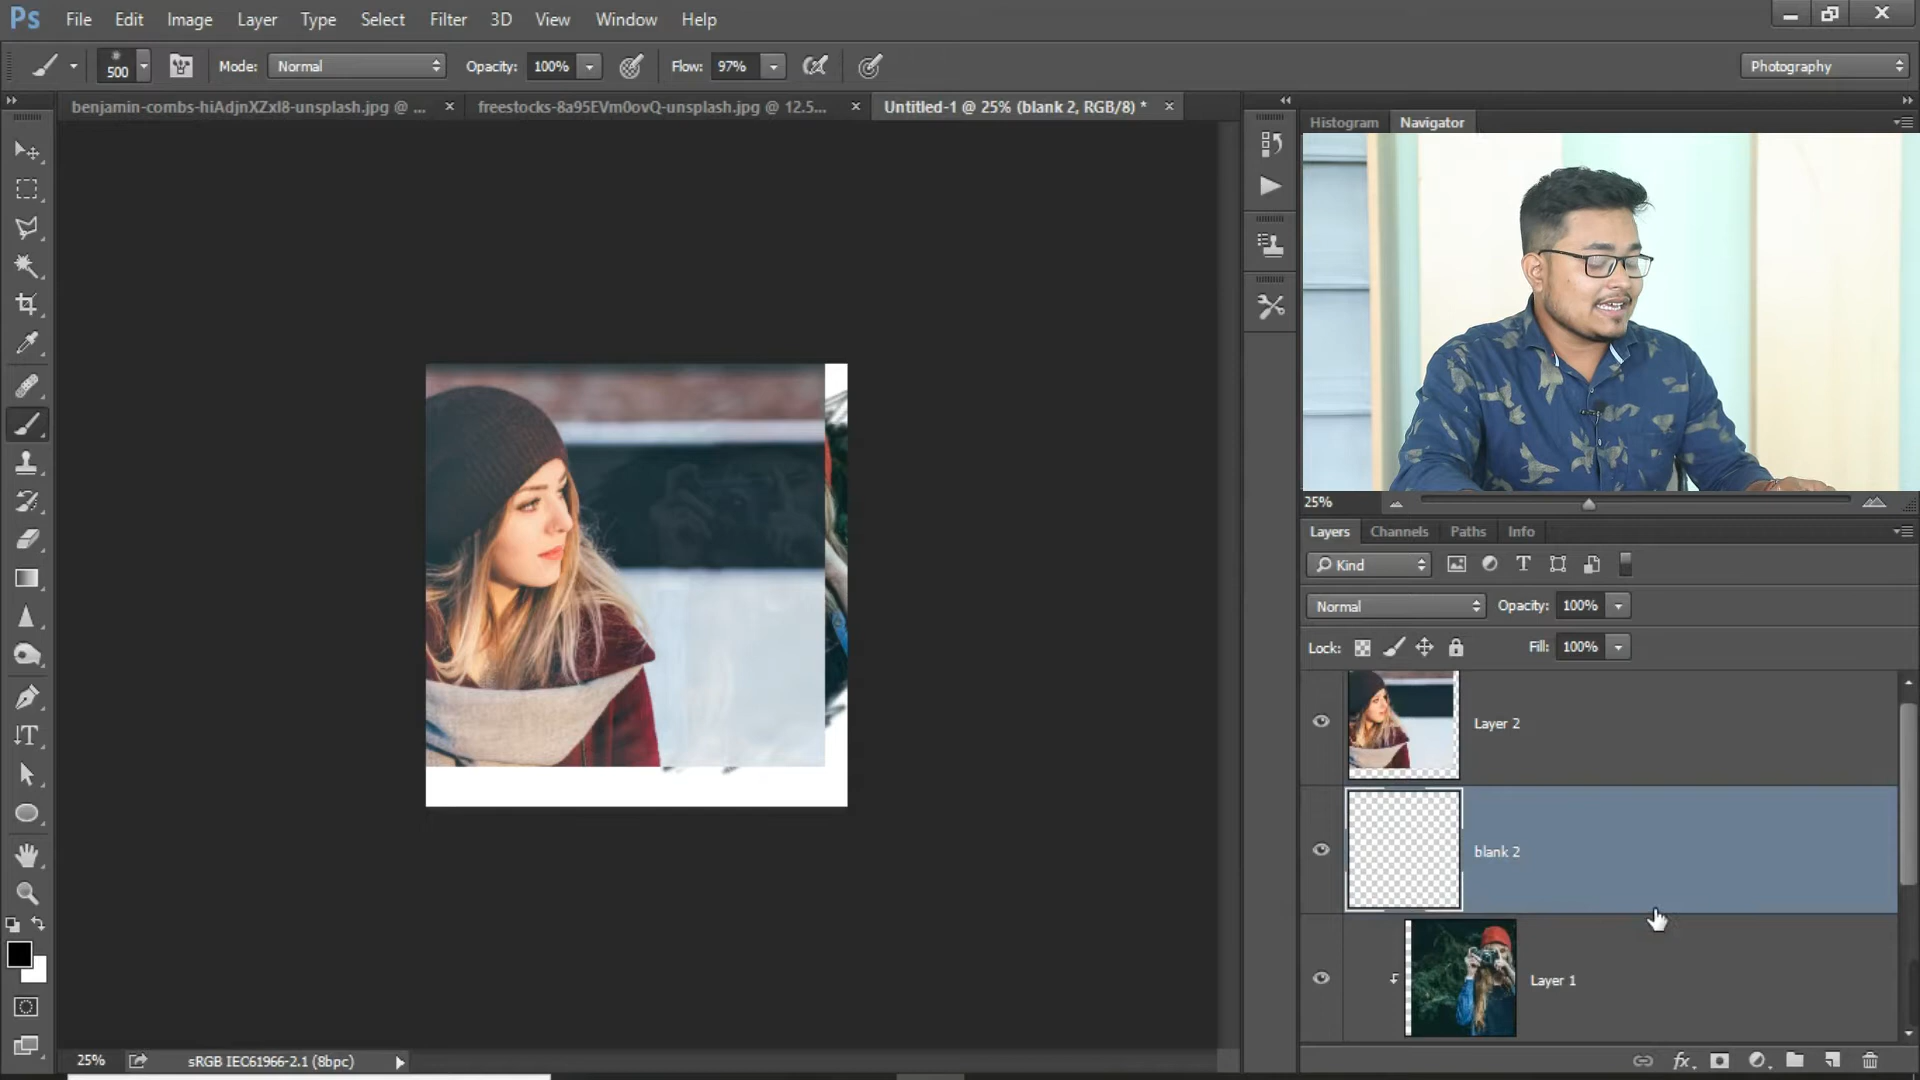 Ps File Edit Image Layer Type Select Filter 3D View Window Help
500 Mode: Normal Opacity: 100% Flow: 97% Photography
benjamin-combs-hiAdjnXZxI8-unsplash.jpg @ ... freestocks-8a95EVm0ovQ-unsplash.jpg @ 12.5... Untitled-1 @ 25% (blank 2, RGB/8) *
Histogram Navigator
25%
Layers Channels Paths Info
Kind
Normal Opacity: 100%
Lock: Fill: 100%
Layer 2
blank 2
Layer 1
25% sRGB IEC61966-2.1 (8bpc)